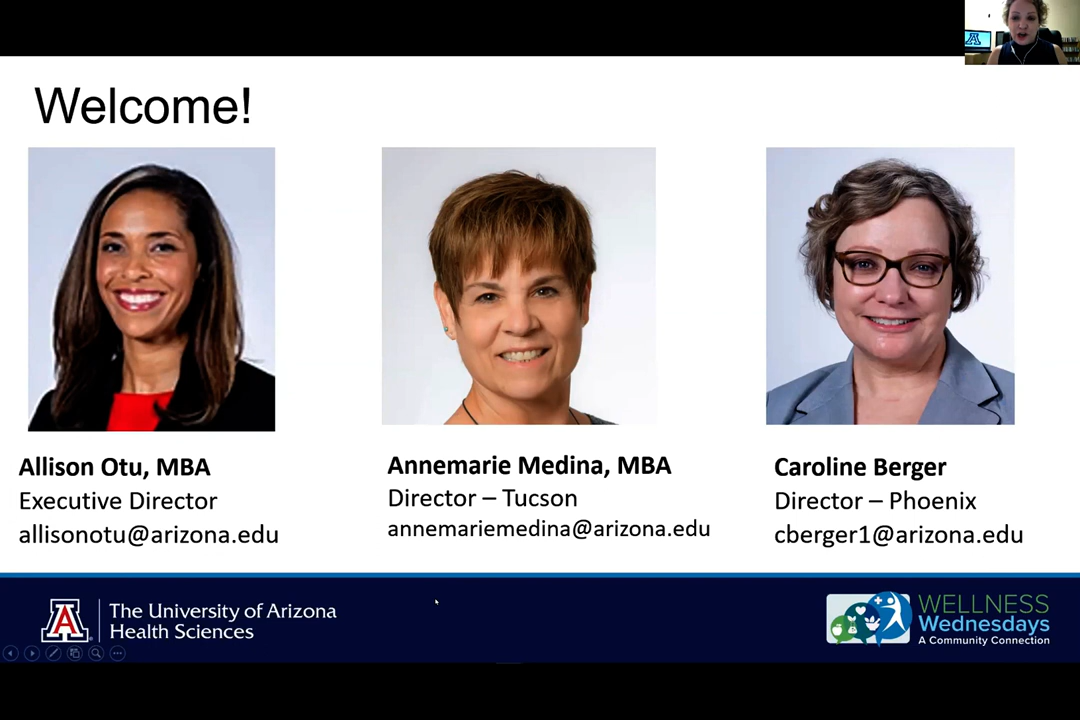 Welcome!
Allison Otu, MBA
Executive Director
allisonotu@arizona.edu
Annemarie Medina, MBA
Director – Tucson
annemariemedina@arizona.edu
Caroline Berger
Director – Phoenix
cberger1@arizona.edu
A
The University of Arizona
Health Sciences
WELLNESS
Wednesdays
A Community Connection
A